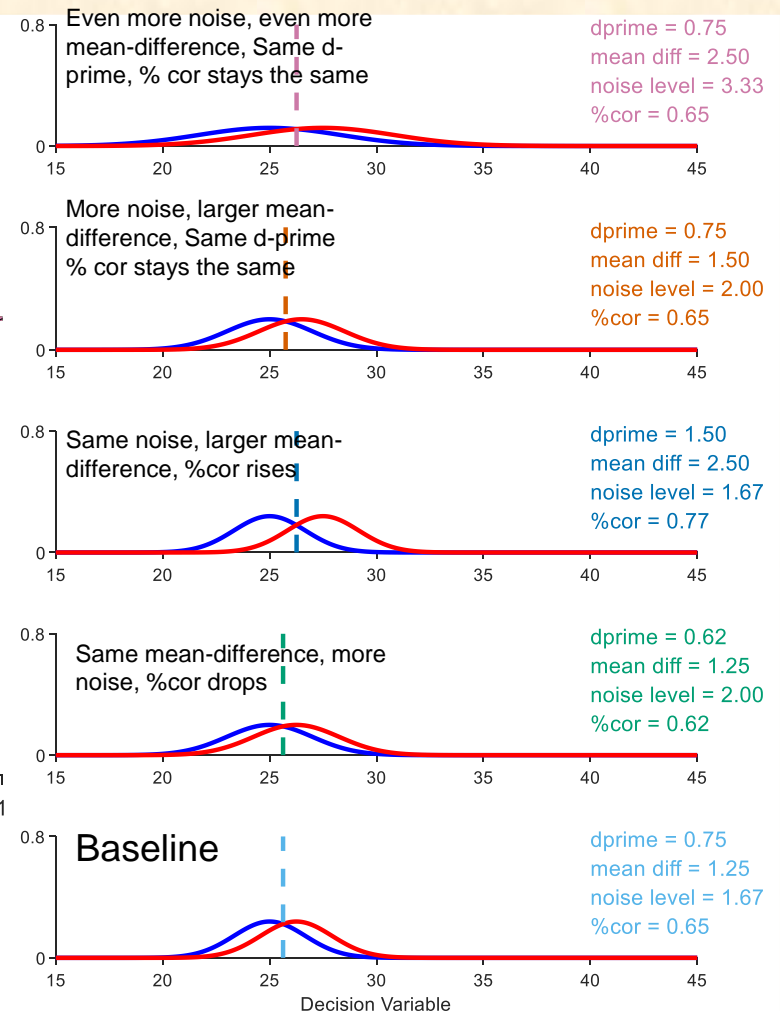 Even more noise, even more
mean-difference, Same d-
prime, % cor stays the same
dprime = 0.75
mean diff = 2.50
noise level = 3.33
%cor = 0.65
0.8
0
15 20 25 30 35 40 45
More noise, larger mean-
difference, Same d-prime
% cor stays the same
dprime = 0.75
mean diff = 1.50
noise level = 2.00
%cor = 0.65
0.8
0
15 20 25 30 35 40 45
Same noise, larger mean-
difference, %cor rises
dprime = 1.50
mean diff = 2.50
noise level = 1.67
%cor = 0.77
0.8
0
15 20 25 30 35 40 45
Same mean-difference, more
noise, %cor drops
dprime = 0.62
mean diff = 1.25
noise level = 2.00
%cor = 0.62
0.8
0
15 20 25 30 35 40 45
Baseline
dprime = 0.75
mean diff = 1.25
noise level = 1.67
%cor = 0.65
0.8
0
15 20 25 30 35 40 45
Decision Variable